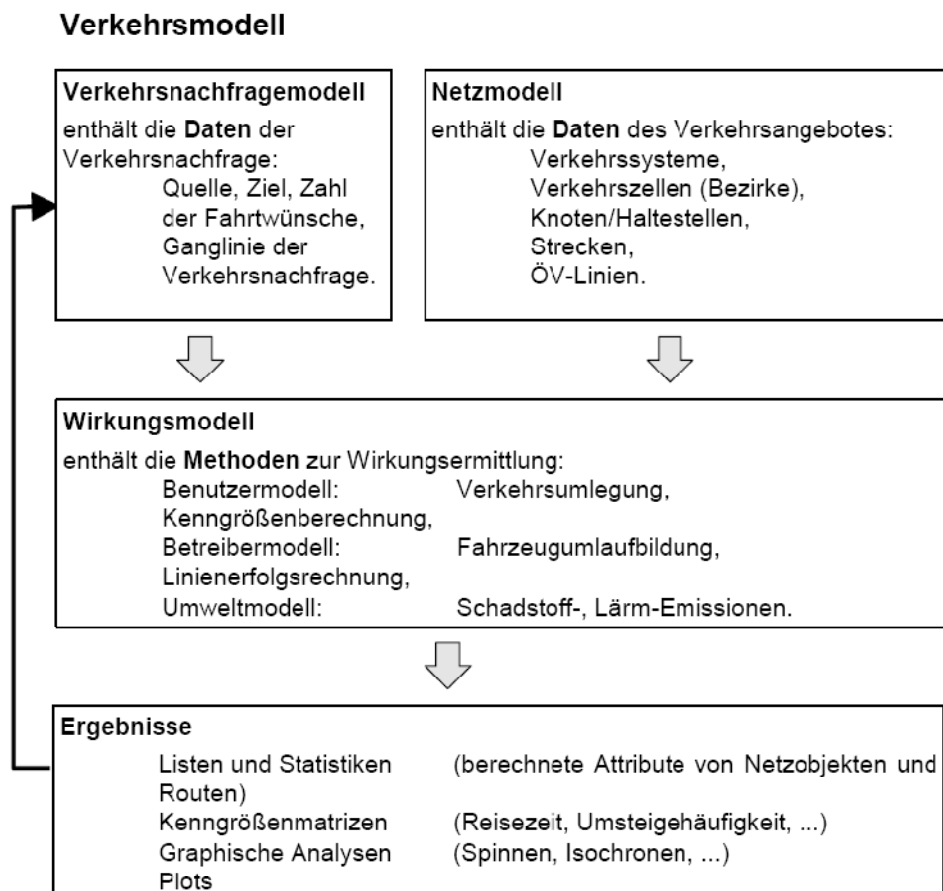 Verkehrsmodell
Verkehrsnachfragemodell
enthält die Daten der
Verkehrsnachfrage:
Quelle, Ziel, Zahl
der Fahrtwünsche,
Ganglinie der
Verkehrsnachfrage.
Netzmodell
enthält die Daten des Verkehrsangebotes:
Verkehrssysteme,
Verkehrszellen (Bezirke),
Knoten/Haltestellen,
Strecken,
ÖV-Linien.
Wirkungsmodell
enthält die Methoden zur Wirkungsermittlung:
Benutzermodell: Verkehrsumlegung,
Kenngrößenberechnung,
Betreibermodell: Fahrzeugumlaufbildung,
Linienerfolgsrechnung,
Umweltmodell: Schadstoff-, Lärm-Emissionen.
Ergebnisse
Listen und Statistiken (berechnete Attribute von Netzobjekten und
Routen)
Kenngrößenmatrizen (Reisezeit, Umsteigehäufigkeit, ...)
Graphische Analysen (Spinnen, Isochronen, ...)
Plots